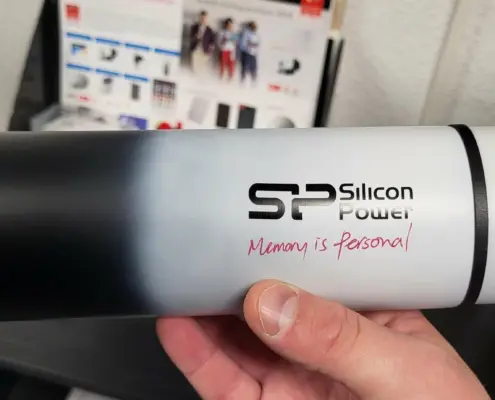 SP Silicon
Power
Memory is Personal